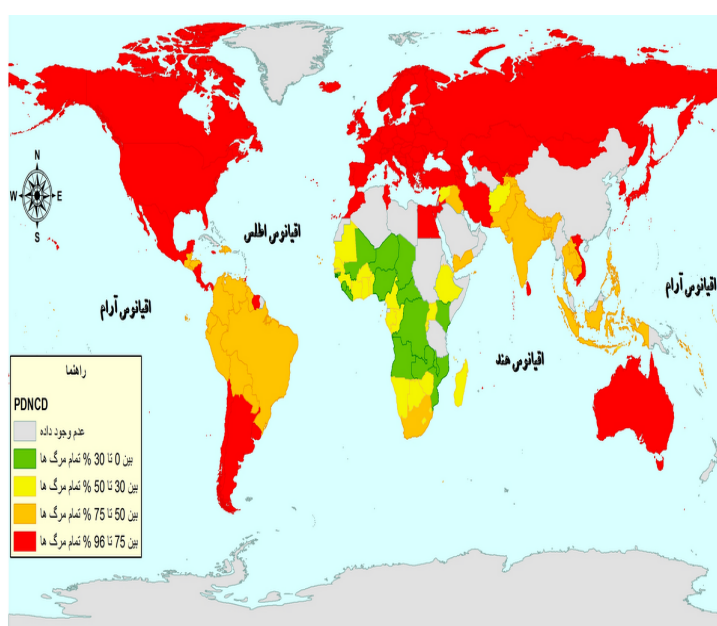 N
W
E
S
اقیانوس اطلس
اقیانوس آرام
اقیانوس آرام
اقیانوس هند
راهنما
PDNCD
عدم وجود داده
بین 0 تا 30 % تمام مرگ ها
بین 30 تا 50 % تمام مرگ ها
بین 50 تا 75 % تمام مرگ ها
بین 75 تا 96 % تمام مرگ ها